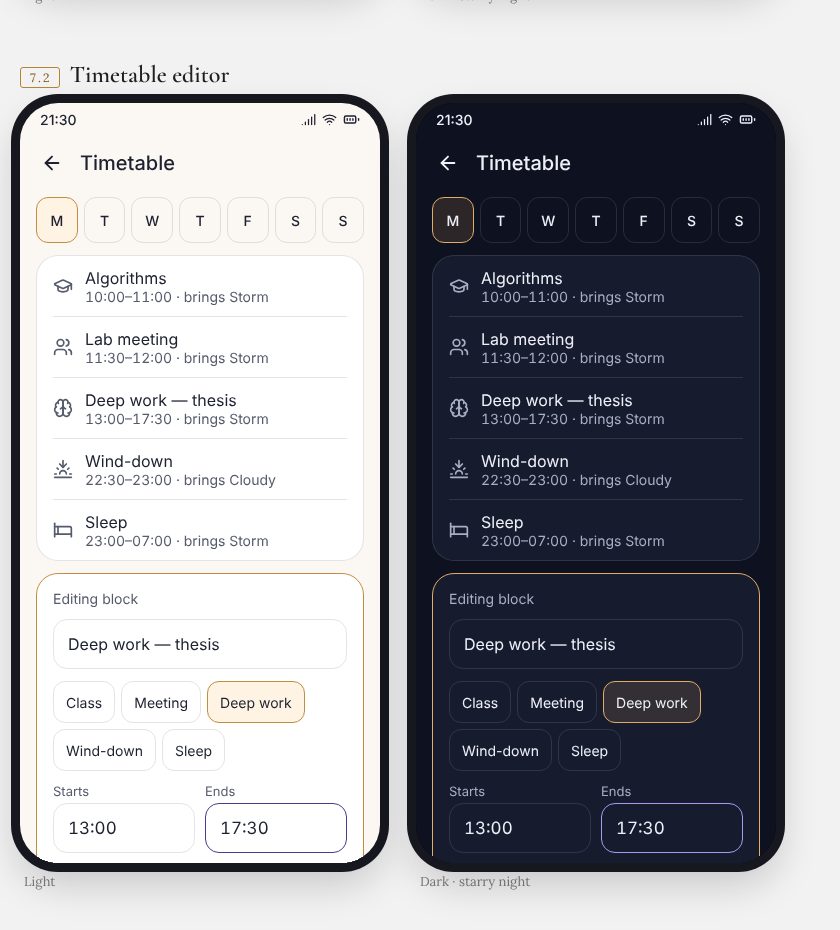 7.2 Timetable editor
21:30
Timetable
M T W T F S S
Algorithms
10:00–11:00 · brings Storm
Lab meeting
11:30–12:00 · brings Storm
Deep work — thesis
13:00–17:30 · brings Storm
Wind-down
22:30–23:00 · brings Cloudy
Sleep
23:00–07:00 · brings Storm
Editing block
Deep work — thesis
Class Meeting Deep work
Wind-down Sleep
Starts Ends
13:00 17:30
Light
21:30
Timetable
M T W T F S S
Algorithms
10:00–11:00 · brings Storm
Lab meeting
11:30–12:00 · brings Storm
Deep work — thesis
13:00–17:30 · brings Storm
Wind-down
22:30–23:00 · brings Cloudy
Sleep
23:00–07:00 · brings Storm
Editing block
Deep work — thesis
Class Meeting Deep work
Wind-down Sleep
Starts Ends
13:00 17:30
Dark · starry night